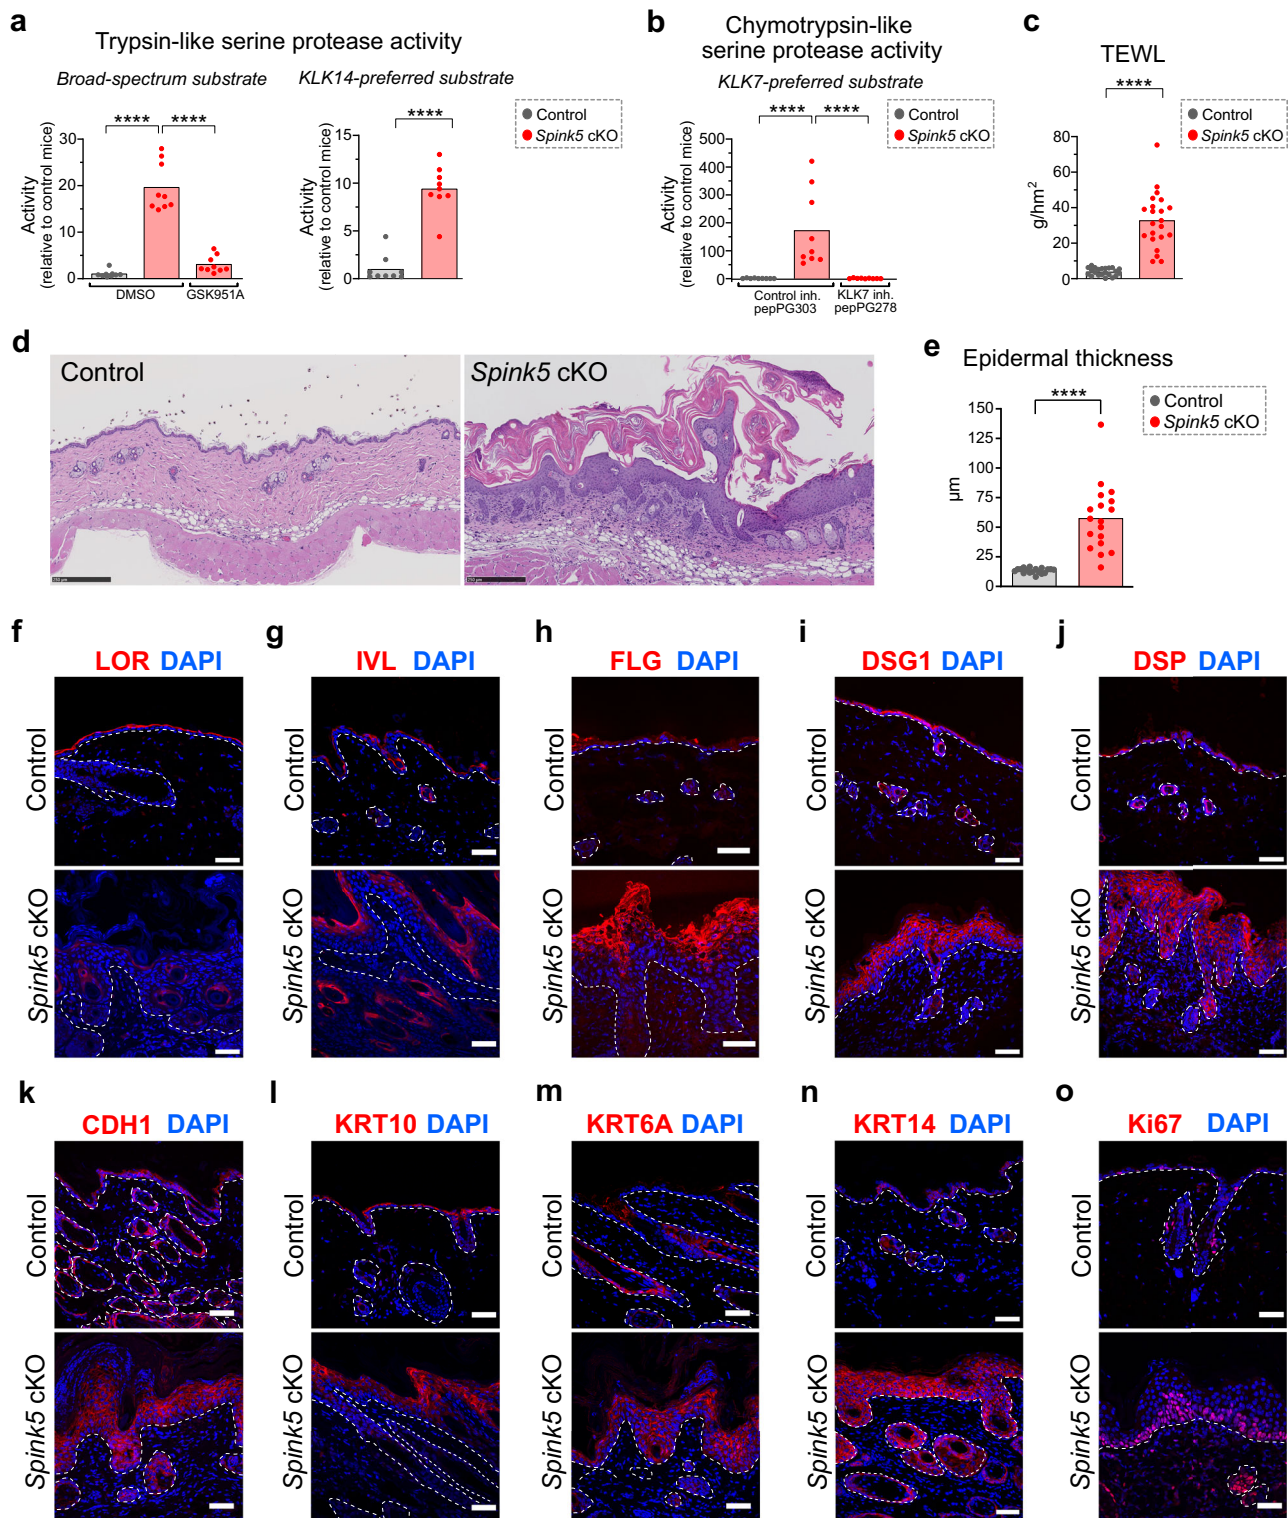 a
Trypsin-like serine protease activity
Broad-spectrum substrate
KLK14-preferred substrate
Control
Spink5 cKO
****
****
****
Activity
(relative to control mice)
30
20
10
0
DMSO
GSK951A
Activity
(relative to control mice)
15
10
5
0
b
Chymotrypsin-like
serine protease activity
KLK7-preferred substrate
Control
Spink5 cKO
****
****
Activity
(relative to control mice)
500
400
300
200
100
0
Control inh.
pepPG303
KLK7 inh.
pepPG278
c
TEWL
****
Control
Spink5 cKO
g/hm²
80
60
40
20
0
d
Control
Spink5 cKO
250 µm
250 µm
e
Epidermal thickness
****
Control
Spink5 cKO
µm
150
125
100
75
50
25
0
f
LOR DAPI
Control
Spink5 cKO
g
IVL DAPI
Control
Spink5 cKO
h
FLG DAPI
Control
Spink5 cKO
i
DSG1 DAPI
Control
Spink5 cKO
j
DSP DAPI
Control
Spink5 cKO
k
CDH1 DAPI
Control
Spink5 cKO
l
KRT10 DAPI
Control
Spink5 cKO
m
KRT6A DAPI
Control
Spink5 cKO
n
KRT14 DAPI
Control
Spink5 cKO
o
Ki67 DAPI
Control
Spink5 cKO